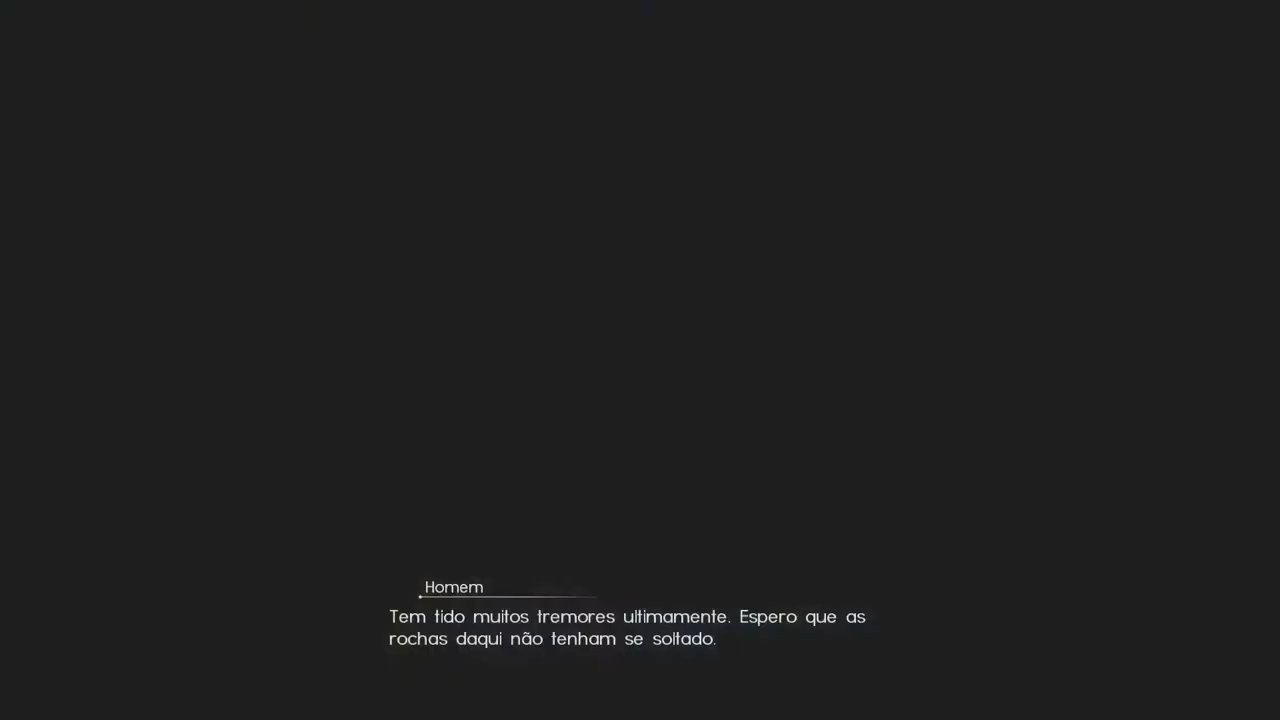 Homem
Tem tido muitos tremores ultimamente. Espero que as
rochas daqui não tenham se soltado.